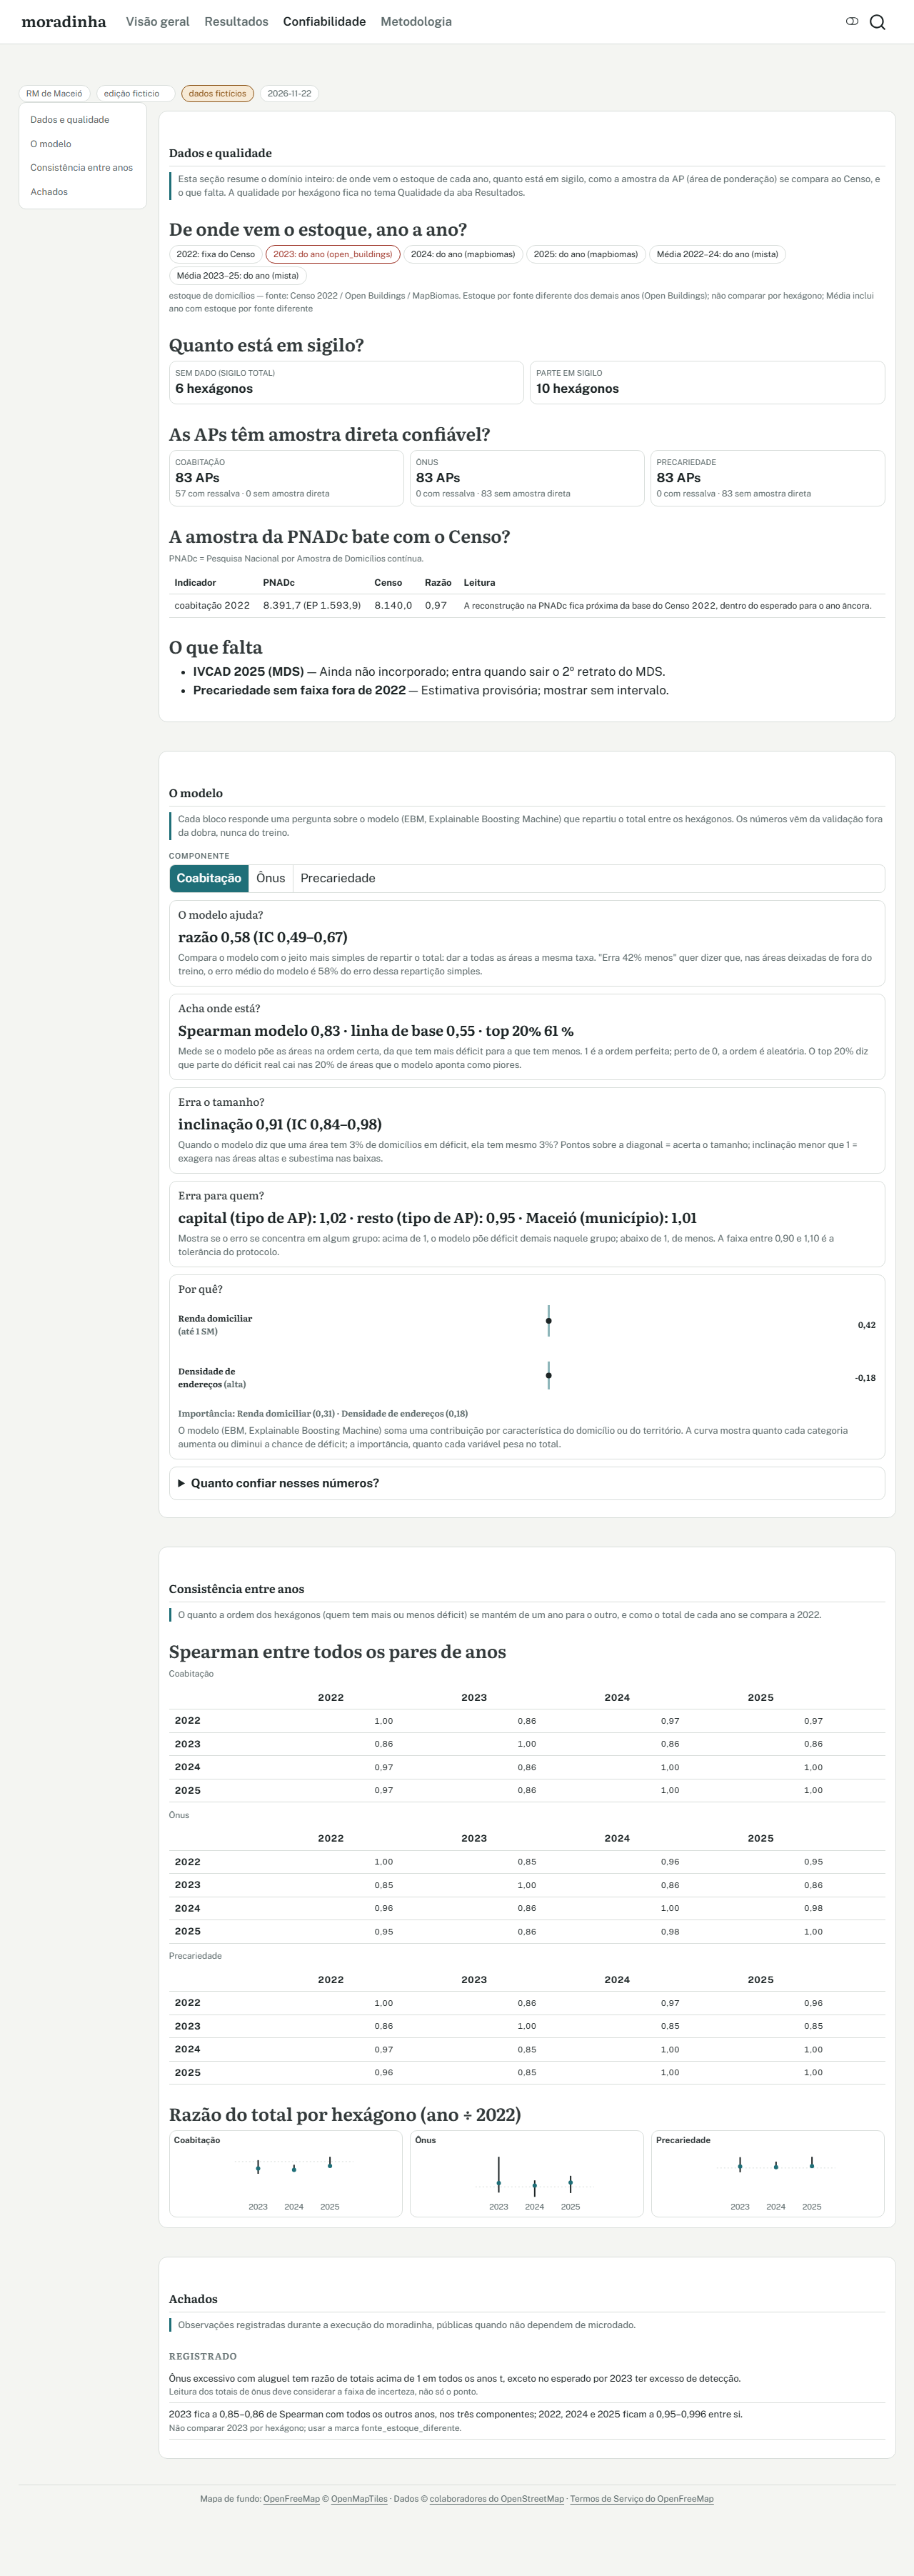 moradinha
Visão geral Resultados Confiabilidade Metodologia
RM de Maceió edição ficticio dados fictícios 2026-11-22
Dados e qualidade
O modelo
Consistência entre anos
Achados
Dados e qualidade
Esta seção resume o domínio inteiro: de onde vem o estoque de cada ano, quanto está em sigilo, como a amostra da AP (área de ponderação) se compara ao Censo, e
o que falta. A qualidade por hexágono fica no tema Qualidade da aba Resultados.
De onde vem o estoque, ano a ano?
2022: fixa do Censo 2023: do ano (open_buildings) 2024: do ano (mapbiomas) 2025: do ano (mapbiomas) Média 2022–24: do ano (mista)
Média 2023–25: do ano (mista)
estoque de domicílios — fonte: Censo 2022 / Open Buildings / MapBiomas. Estoque por fonte diferente dos demais anos (Open Buildings); não comparar por hexágono; Média inclui
ano com estoque por fonte diferente
Quanto está em sigilo?
SEM DADO (SIGILO TOTAL)
6 hexágonos
PARTE EM SIGILO
10 hexágonos
As APs têm amostra direta confiável?
COABITAÇÃO
83 APs
57 com ressalva · 0 sem amostra direta
ÔNUS
83 APs
0 com ressalva · 83 sem amostra direta
PRECARIEDADE
83 APs
0 com ressalva · 83 sem amostra direta
A amostra da PNADc bate com o Censo?
PNADc = Pesquisa Nacional por Amostra de Domicílios contínua.
Indicador PNADc Censo Razão Leitura
coabitação 2022 8.391,7 (EP 1.593,9) 8.140,0 0,97 A reconstrução na PNADc fica próxima da base do Censo 2022, dentro do esperado para o ano âncora.
O que falta
• IVCAD 2025 (MDS) — Ainda não incorporado; entra quando sair o 2º retrato do MDS.
• Precariedade sem faixa fora de 2022 — Estimativa provisória; mostrar sem intervalo.
O modelo
Cada bloco responde uma pergunta sobre o modelo (EBM, Explainable Boosting Machine) que repartiu o total entre os hexágonos. Os números vêm da validação fora
da dobra, nunca do treino.
COMPONENTE
Coabitação Ônus Precariedade
O modelo ajuda?
razão 0,58 (IC 0,49–0,67)
Compara o modelo com o jeito mais simples de repartir o total: dar a todas as áreas a mesma taxa. "Erra 42% menos" quer dizer que, nas áreas deixadas de fora do
treino, o erro médio do modelo é 58% do erro dessa repartição simples.
Acha onde está?
Spearman modelo 0,83 · linha de base 0,55 · top 20% 61 %
Mede se o modelo põe as áreas na ordem certa, da que tem mais déficit para a que tem menos. 1 é a ordem perfeita; perto de 0, a ordem é aleatória. O top 20% diz
que parte do déficit real cai nas 20% de áreas que o modelo aponta como piores.
Erra o tamanho?
inclinação 0,91 (IC 0,84–0,98)
Quando o modelo diz que uma área tem 3% de domicílios em déficit, ela tem mesmo 3%? Pontos sobre a diagonal = acerta o tamanho; inclinação menor que 1 =
exagera nas áreas altas e subestima nas baixas.
Erra para quem?
capital (tipo de AP): 1,02 · resto (tipo de AP): 0,95 · Maceió (município): 1,01
Mostra se o erro se concentra em algum grupo: acima de 1, o modelo põe déficit demais naquele grupo; abaixo de 1, de menos. A faixa entre 0,90 e 1,10 é a
tolerância do protocolo.
Por quê?
Renda domiciliar
(até 1 SM)
0,42
Densidade de
endereços (alta)
-0,18
Importância: Renda domiciliar (0,31) · Densidade de endereços (0,18)
O modelo (EBM, Explainable Boosting Machine) soma uma contribuição por característica do domicílio ou do território. A curva mostra quanto cada categoria
aumenta ou diminui a chance de déficit; a importância, quanto cada variável pesa no total.
▶ Quanto confiar nesses números?
Consistência entre anos
O quanto a ordem dos hexágonos (quem tem mais ou menos déficit) se mantém de um ano para o outro, e como o total de cada ano se compara a 2022.
Spearman entre todos os pares de anos
Coabitação
2022 2023 2024 2025
2022 1,00 0,86 0,97 0,97
2023 0,86 1,00 0,86 0,86
2024 0,97 0,86 1,00 1,00
2025 0,97 0,86 1,00 1,00
Ônus
2022 2023 2024 2025
2022 1,00 0,85 0,96 0,95
2023 0,85 1,00 0,86 0,86
2024 0,96 0,86 1,00 0,98
2025 0,95 0,86 0,98 1,00
Precariedade
2022 2023 2024 2025
2022 1,00 0,86 0,97 0,96
2023 0,86 1,00 0,85 0,85
2024 0,97 0,85 1,00 1,00
2025 0,96 0,85 1,00 1,00
Razão do total por hexágono (ano ÷ 2022)
Coabitação
2023 2024 2025
Ônus
2023 2024 2025
Precariedade
2023 2024 2025
Achados
Observações registradas durante a execução do moradinha, públicas quando não dependem de microdado.
REGISTRADO
Ônus excessivo com aluguel tem razão de totais acima de 1 em todos os anos t, exceto no esperado por 2023 ter excesso de detecção.
Leitura dos totais de ônus deve considerar a faixa de incerteza, não só o ponto.
2023 fica a 0,85–0,86 de Spearman com todos os outros anos, nos três componentes; 2022, 2024 e 2025 ficam a 0,95–0,996 entre si.
Não comparar 2023 por hexágono; usar a marca fonte_estoque_diferente.
Mapa de fundo: OpenFreeMap © OpenMapTiles · Dados © colaboradores do OpenStreetMap · Termos de Serviço do OpenFreeMap